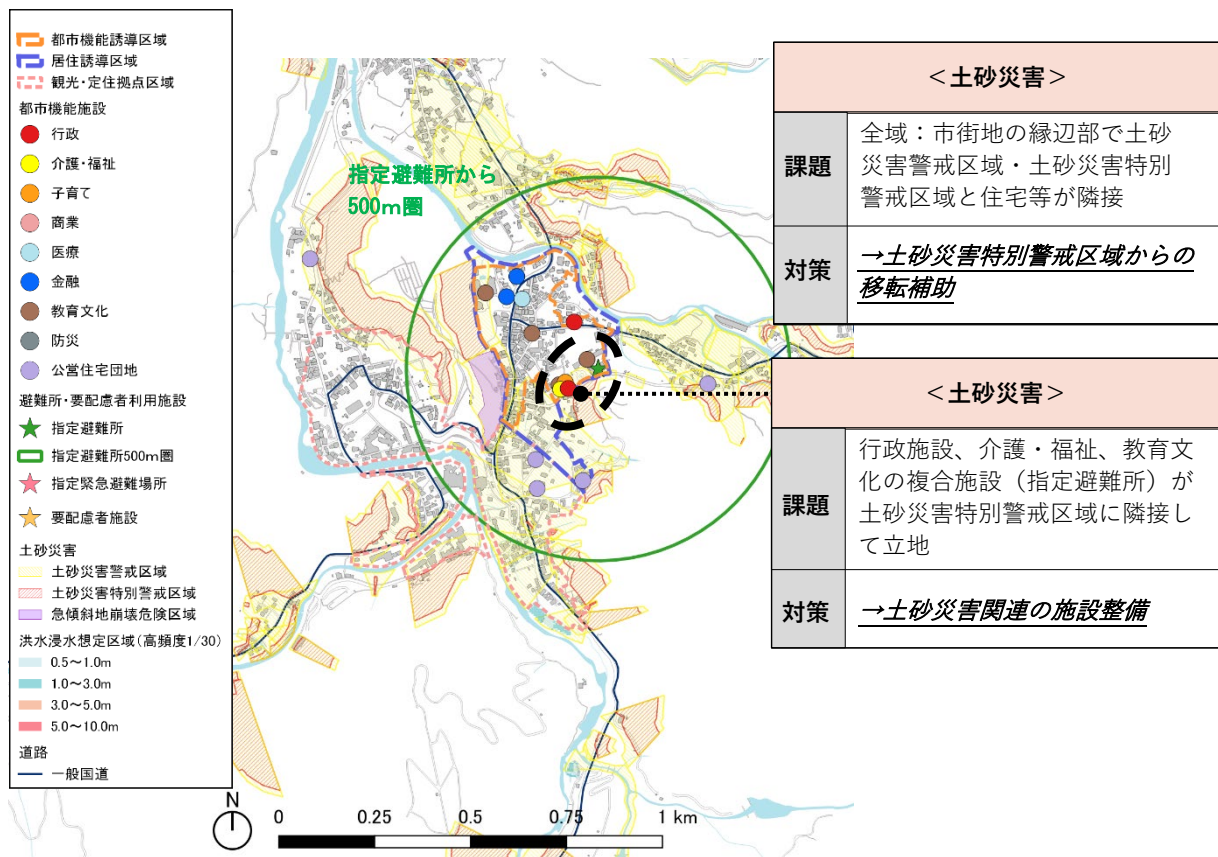 都市機能誘導区域
居住誘導区域
観光・定住拠点区域
都市機能施設
行政
介護・福祉
子育て
商業
医療
金融
教育文化
防災
公営住宅団地
避難所・要配慮者利用施設
指定避難所
指定避難所500m圏
指定緊急避難場所
要配慮者施設
土砂災害
土砂災害警戒区域
土砂災害特別警戒区域
急傾斜地崩壊危険区域
洪水浸水想定区域(高頻度1/30)
0.5～1.0m
1.0～3.0m
3.0～5.0m
5.0～10.0m
道路
一般国道
指定避難所から
500m圏
N
0 0.25 0.5 0.75 1 km
＜土砂災害＞
課題
全域：市街地の縁辺部で土砂
災害警戒区域・土砂災害特別
警戒区域と住宅等が隣接
対策
→土砂災害特別警戒区域からの
移転補助
＜土砂災害＞
課題
行政施設、介護・福祉、教育文
化の複合施設（指定避難所）が
土砂災害特別警戒区域に隣接し
て立地
対策
→土砂災害関連の施設整備